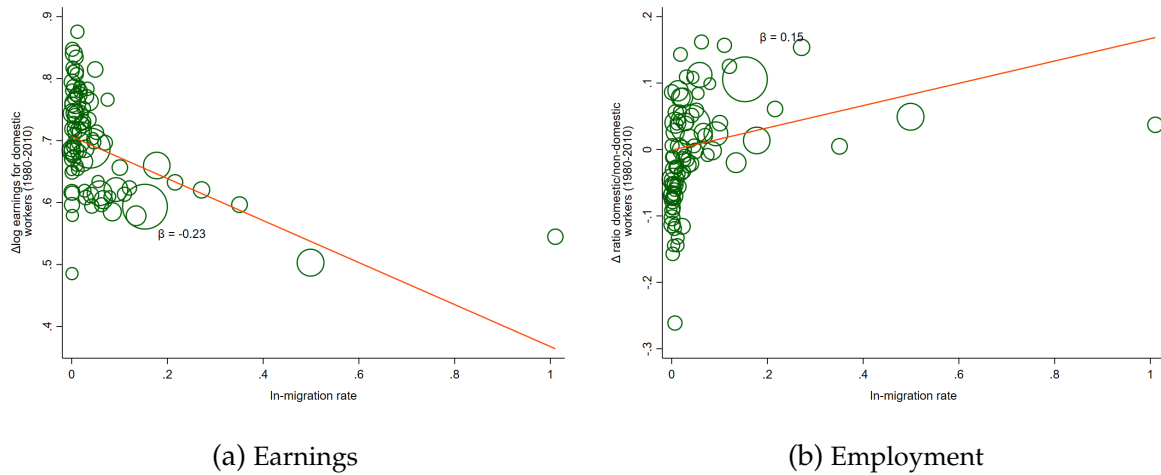 .9
.8
.7
.6
.5
.4
Δlog earnings for domestic
workers (1980-2010)
β = -0.23
0
.2
.4
.6
.8
1
In-migration rate
(a) Earnings
.2
.1
0
-.1
-.2
-.3
Δ ratio domestic/non-domestic
workers (1980-2010)
β = 0.15
0
.2
.4
.6
.8
1
In-migration rate
(b) Employment